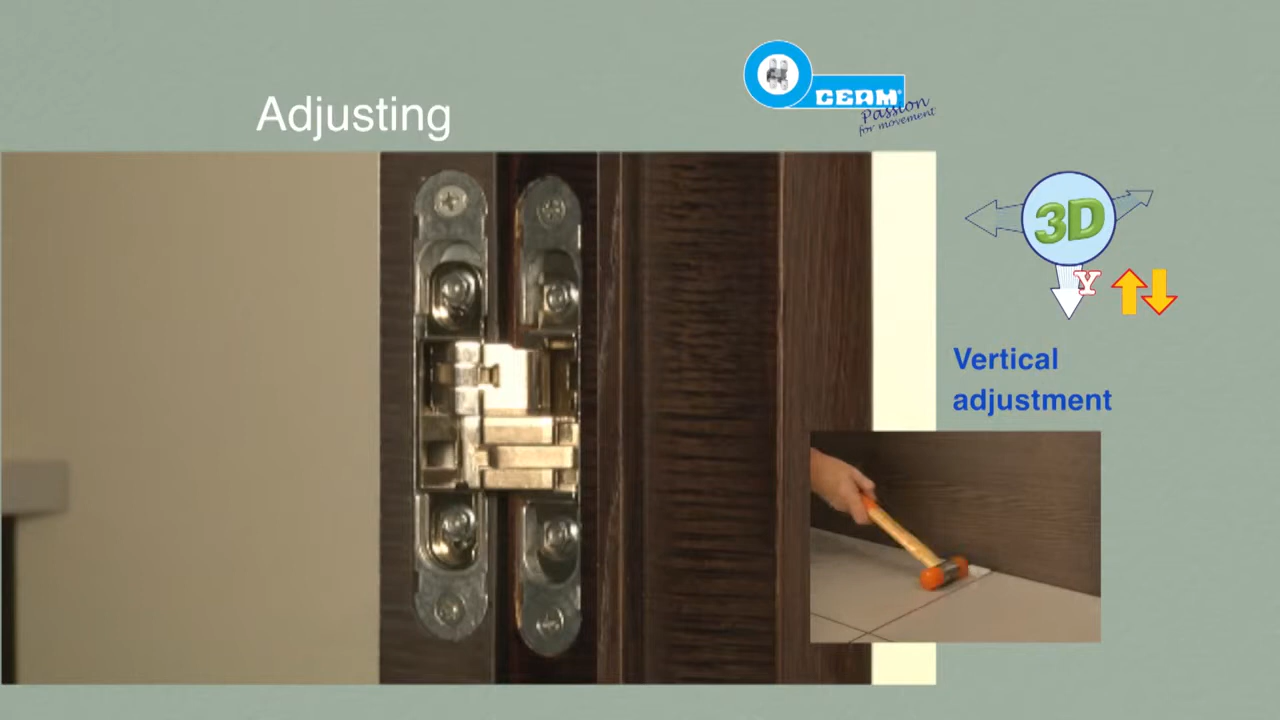 Adjusting
CEAM®
Passion
for movement
3D
Y
Vertical
adjustment